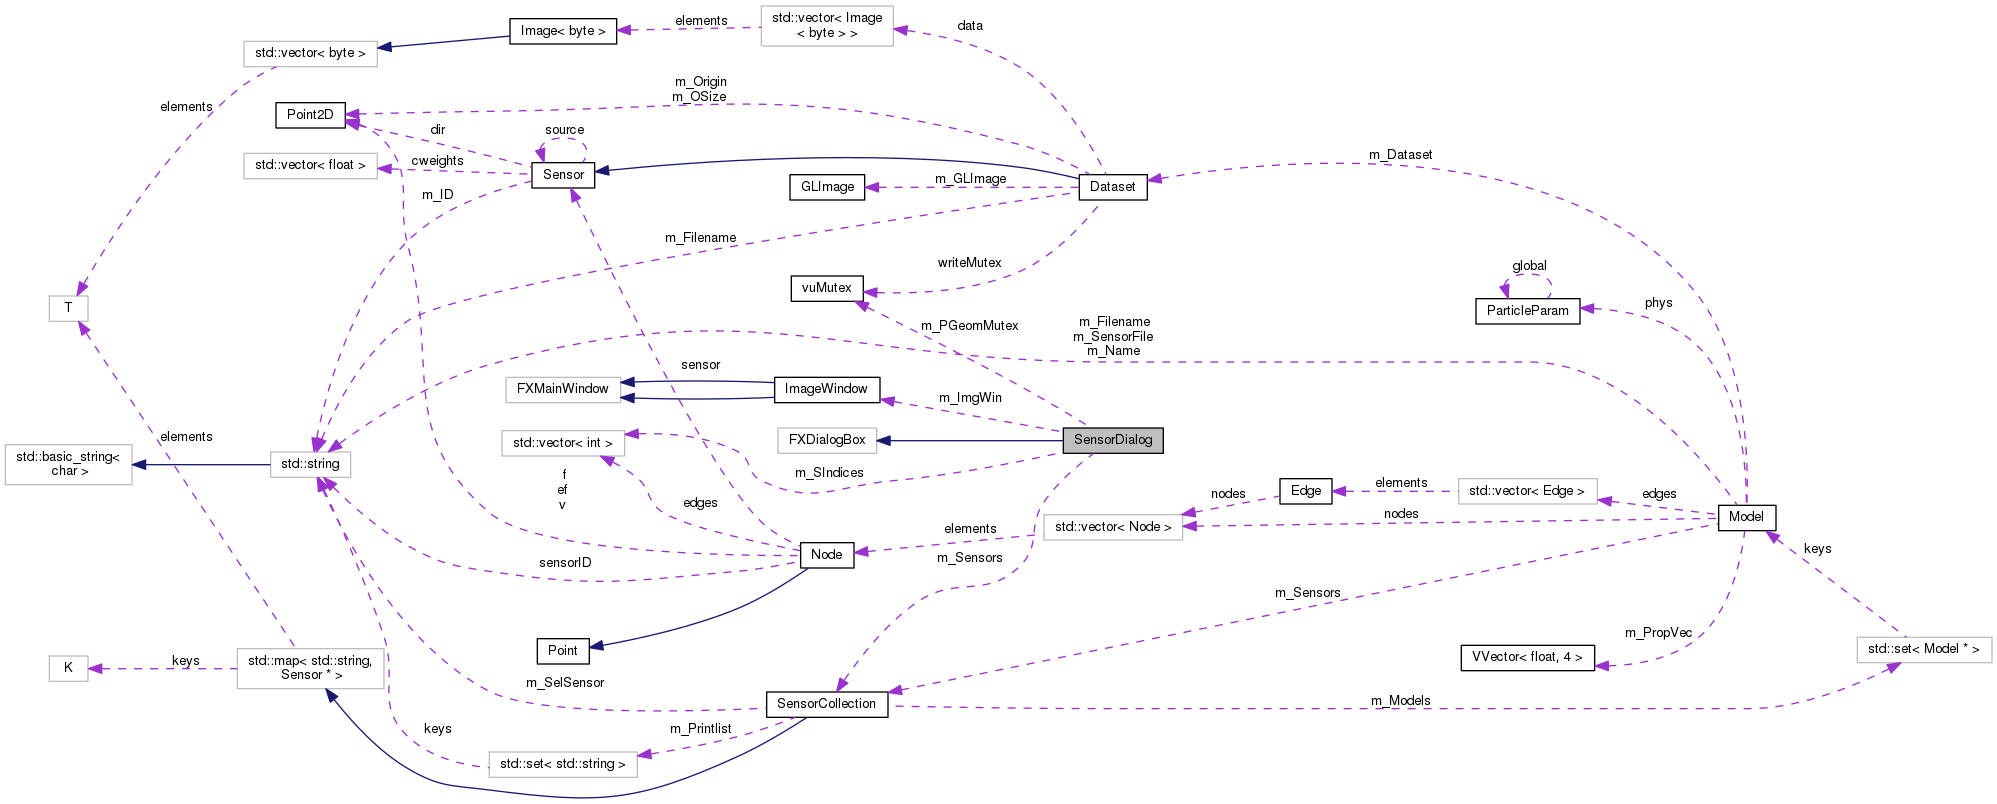 std::vector< Image
< byte > >
elements
data
Image< byte >
std::vector< byte >
m_Origin
m_OSize
elements
Point2D
dir
source
cweights
std::vector< float >
Sensor
m_Dataset
GLImage
m_GLImage
Dataset
m_ID
m_Filename
writeMutex
global
vuMutex
T
phys
ParticleParam
m_PGeomMutex
m_Filename
m_SensorFile
m_Name
sensor
FXMainWindow
ImageWindow
m_ImgWin
elements
std::vector< int >
FXDialogBox
SensorDialog
std::basic_string<
char >
std::string
m_SIndices
f
ef
v
edges
nodes
Edge
elements
std::vector< Edge >
edges
elements
std::vector< Node >
nodes
Model
sensorID
Node
m_Sensors
keys
m_Sensors
Point
m_PropVec
K
keys
std::map< std::string,
Sensor * >
VVector< float, 4 >
std::set< Model * >
m_SelSensor
SensorCollection
m_Models
keys
m_Printlist
std::set< std::string >